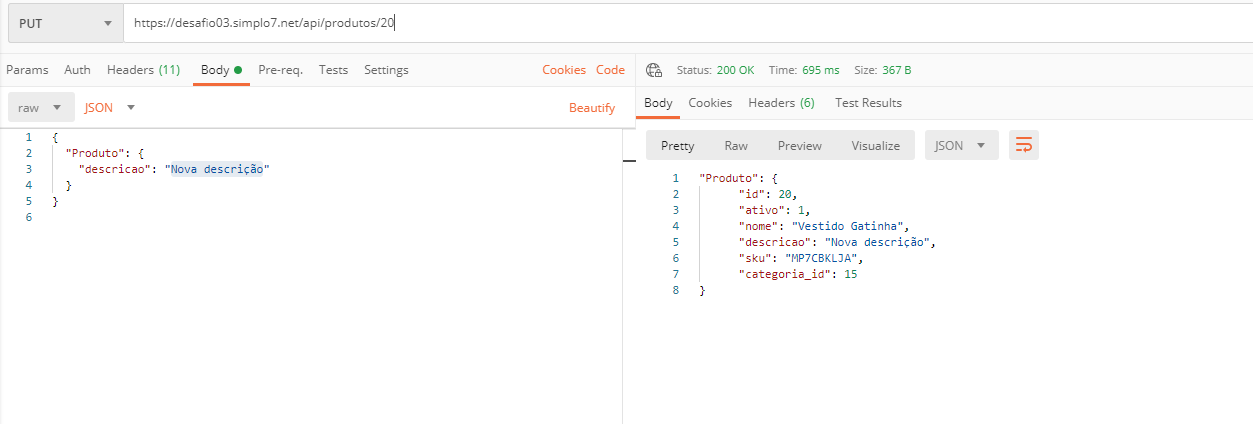 PUT https://desafio03.simplo7.net/api/produtos/20
Params Auth Headers (11) Body Pre-req. Tests Settings Cookies Code
raw JSON Beautify
1 {
2 "Produto": {
3 "descricao": "Nova descrição"
4 }
5 }
6
Status: 200 OK Time: 695 ms Size: 367 B
Body Cookies Headers (6) Test Results
Pretty Raw Preview Visualize JSON
1 "Produto": {
2 "id": 20,
3 "ativo": 1,
4 "nome": "Vestido Gatinha",
5 "descricao": "Nova descrição",
6 "sku": "MP7CBKLJA",
7 "categoria_id": 15
8 }